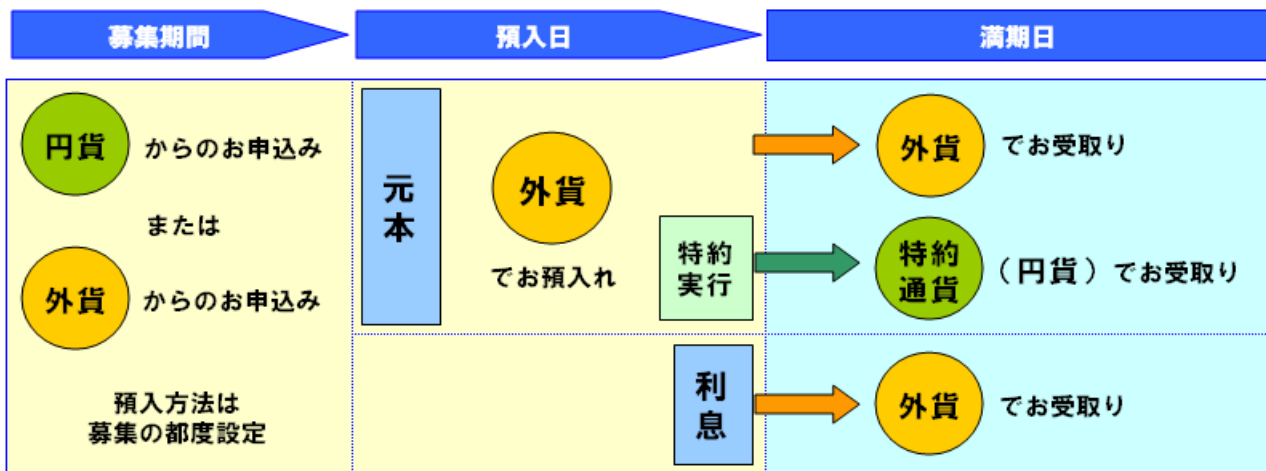 募集期間
預入日
満期日
円貨 からのお申込み
または
外貨 からのお申込み
預入方法は
募集の都度設定
元本
外貨
でお預入れ
特約
実行
外貨 でお受取り
特約
通貨 （円貨）でお受取り
利息
外貨 でお受取り